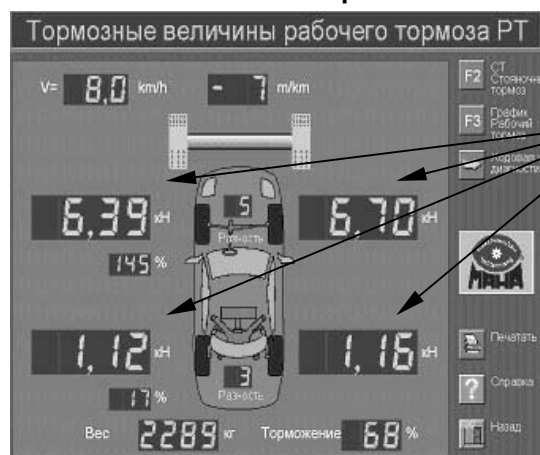 Тормозные величины рабочего тормоза РТ
V= 8,0 km/h - 7 m/km
F2 СТ
Стояночн
тормоз
F3 График
Рабочий
тормоз
Ходовая
диагности
6,39 кН 5 6,70 кН
Разность
145 %
МАНА
1,12 кН 1,16 кН
3
Разность
17 %
Печатать
? Справка
Вес 2289 кг Торможение 68 % Назад